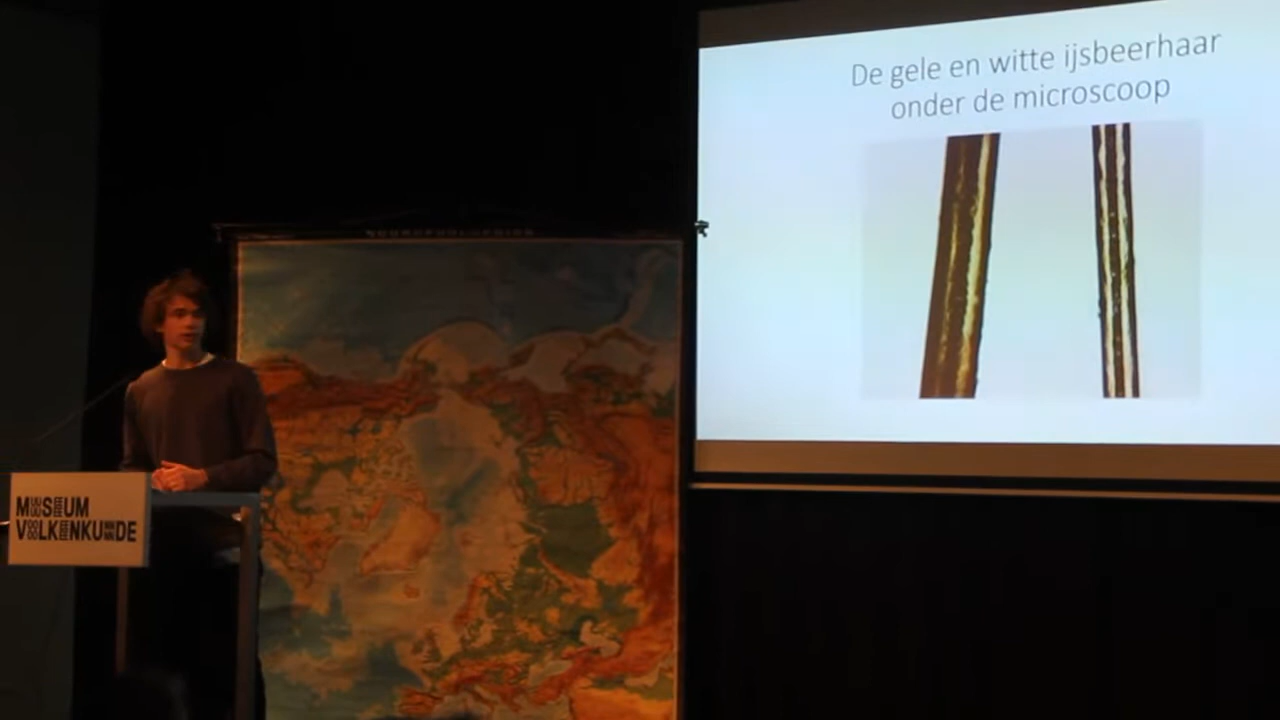 De gele en witte ijsbeerhaar
onder de microscoop
MUSEUM
VOLKENKUNDE